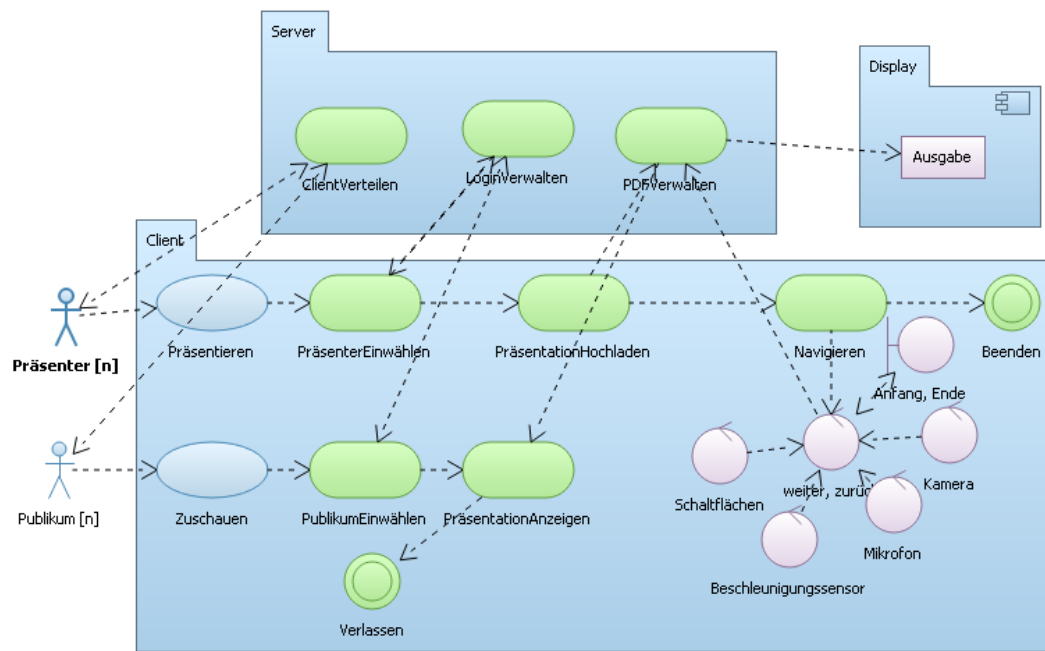 Server
Display
Ausgabe
ClientVerteilen
LoginVerwalten
PDFVerwalten
Client
Präsenter [n]
Präsentieren
PräsenterEinwählen
PräsentationHochladen
Navigieren
Beenden
Anfang, Ende
Publikum [n]
Zuschauen
PublikumEinwählen
PräsentationAnzeigen
Schaltflächen
weiter, zurück
Kamera
Mikrofon
Beschleunigungssensor
Verlassen